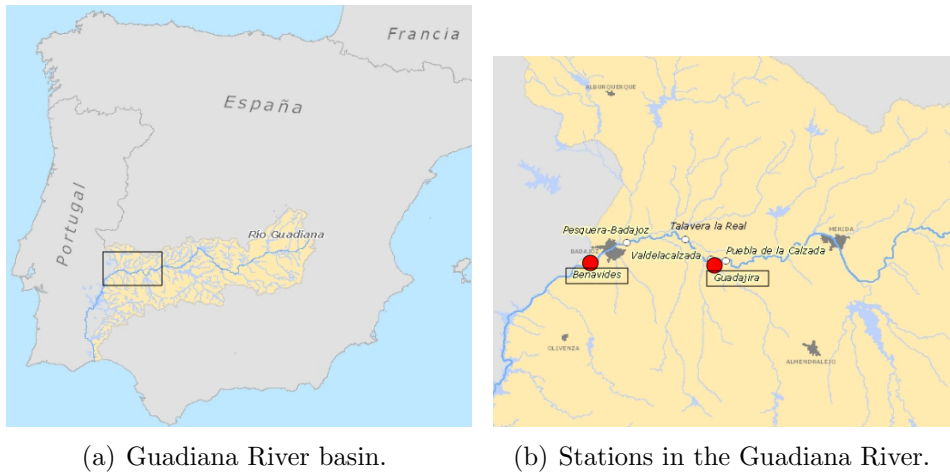 Francia
España
Portugal
Río Guadiana
ALBURQUERQUE
Pesquera-Badajoz
Talavera la Real
MERIDA
BADAJOZ
Valdelacalzada
Puebla de la Calzada
Benavides
Guadajira
OLIVENZA
ALMENDRALEJO
(a) Guadiana River basin.
(b) Stations in the Guadiana River.